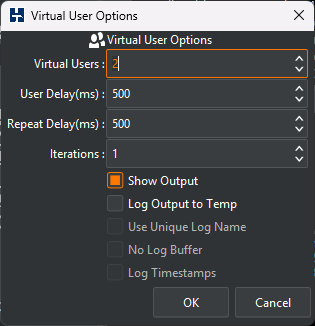 Virtual User Options
Virtual User Options
Virtual Users : 2
User Delay(ms) : 500
Repeat Delay(ms) : 500
Iterations : 1
Show Output
Log Output to Temp
Use Unique Log Name
No Log Buffer
Log Timestamps
OK Cancel